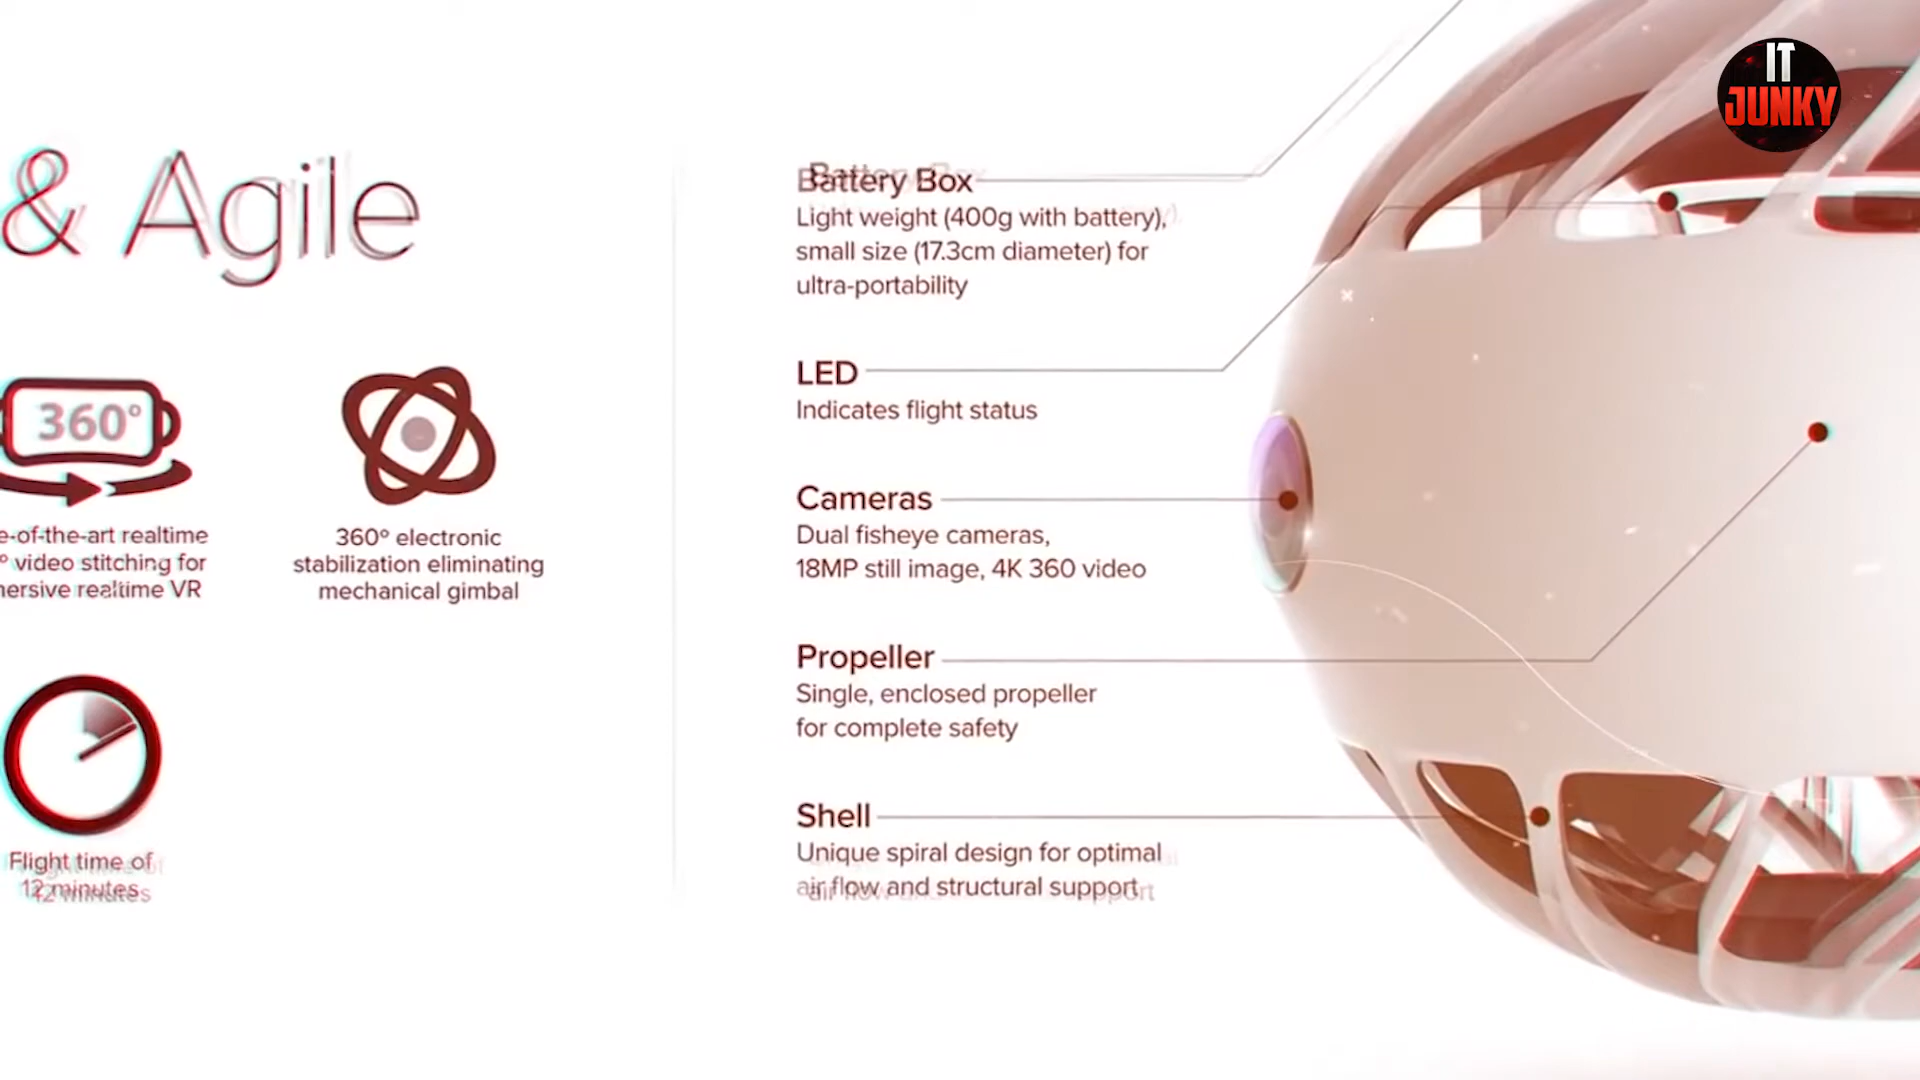 IT
JUNKY
& Agile
360°
e-of-the-art realtime
° video stitching for
ersive realtime VR
360° electronic
stabilization eliminating
mechanical gimbal
Flight time of
12 minutes
Battery Box
Light weight (400g with battery),
small size (17.3cm diameter) for
ultra-portability
LED
Indicates flight status
Cameras
Dual fisheye cameras,
18MP still image, 4K 360 video
Propeller
Single, enclosed propeller
for complete safety
Shell
Unique spiral design for optimal
air flow and structural support